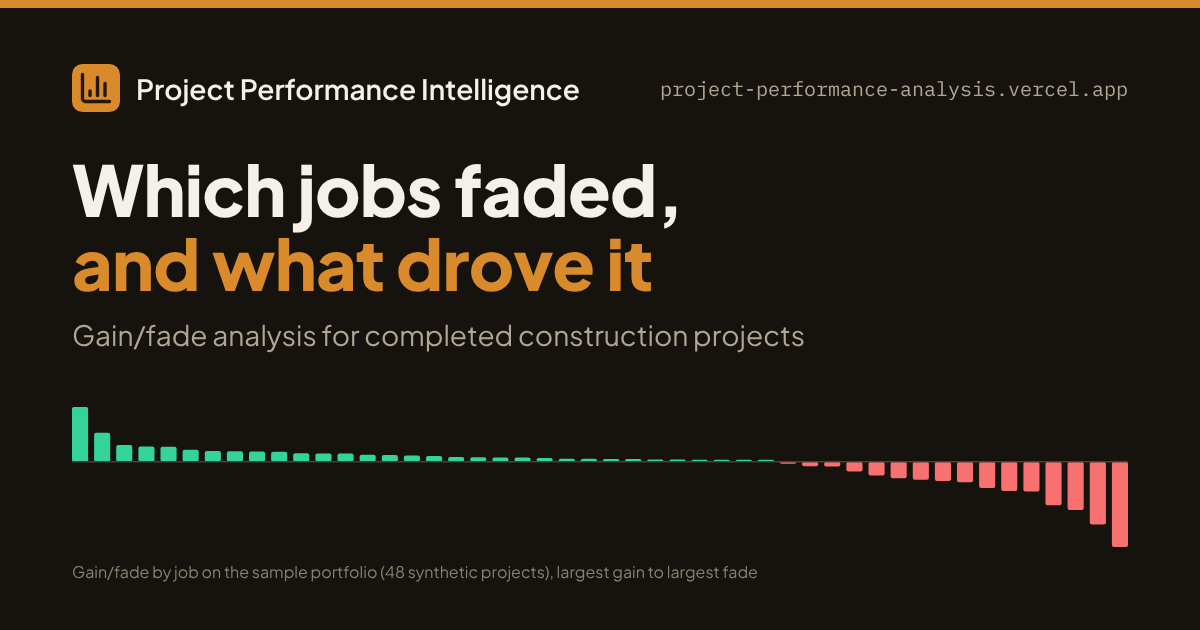 Project Performance Intelligence
project-performance-analysis.vercel.app
Which jobs faded,
and what drove it
Gain/fade analysis for completed construction projects
Gain/fade by job on the sample portfolio (48 synthetic projects), largest gain to largest fade